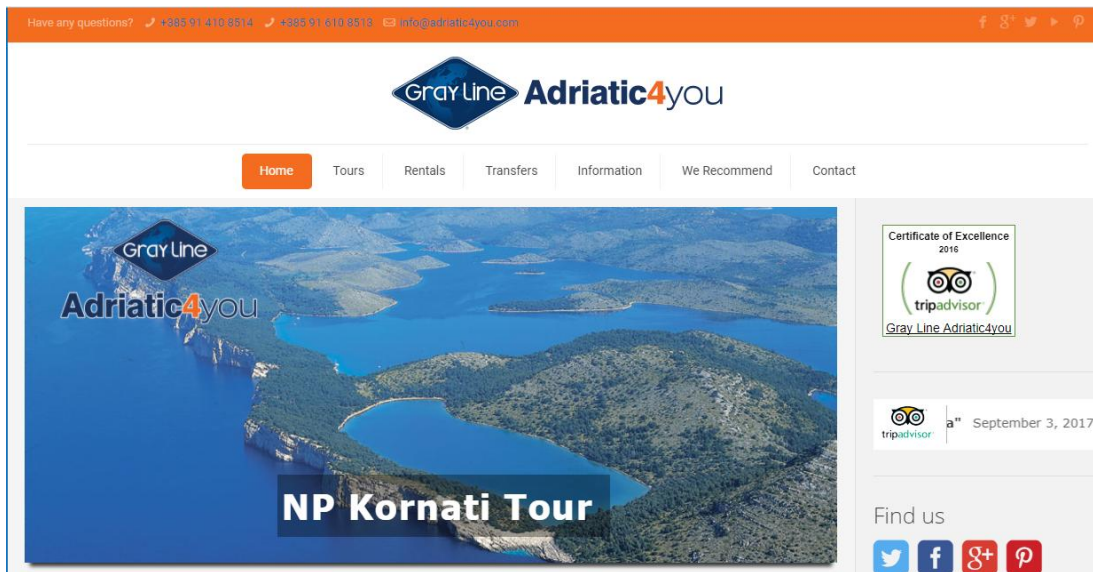 Have any questions? +385 91 410 8514 +385 91 610 8513 info@adriatic4you.com
Gray Line Adriatic4you
Home Tours Rentals Transfers Information We Recommend Contact
Gray Line
Adriatic4you
NP Kornati Tour
Certificate of Excellence
2016
tripadvisor
Gray Line Adriatic4you
tripadvisor a" September 3, 2017
Find us